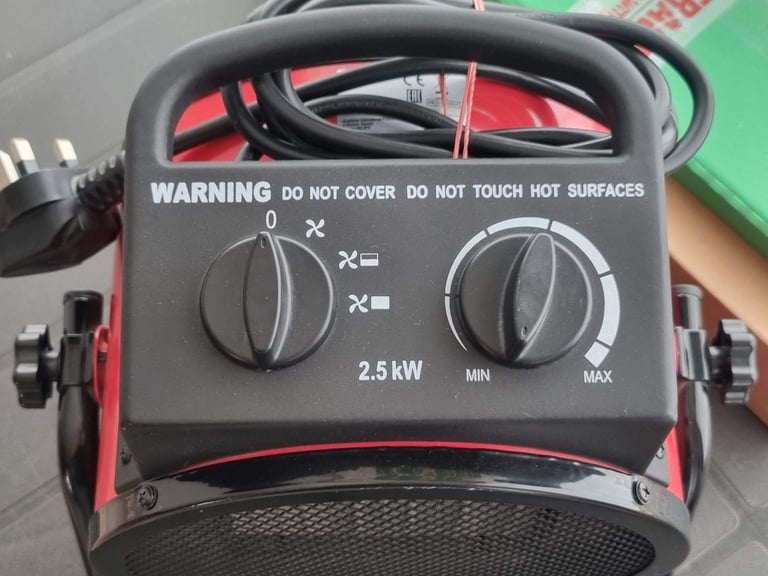 WARNING DO NOT COVER DO NOT TOUCH HOT SURFACES
0
2.5 kW
MIN
MAX